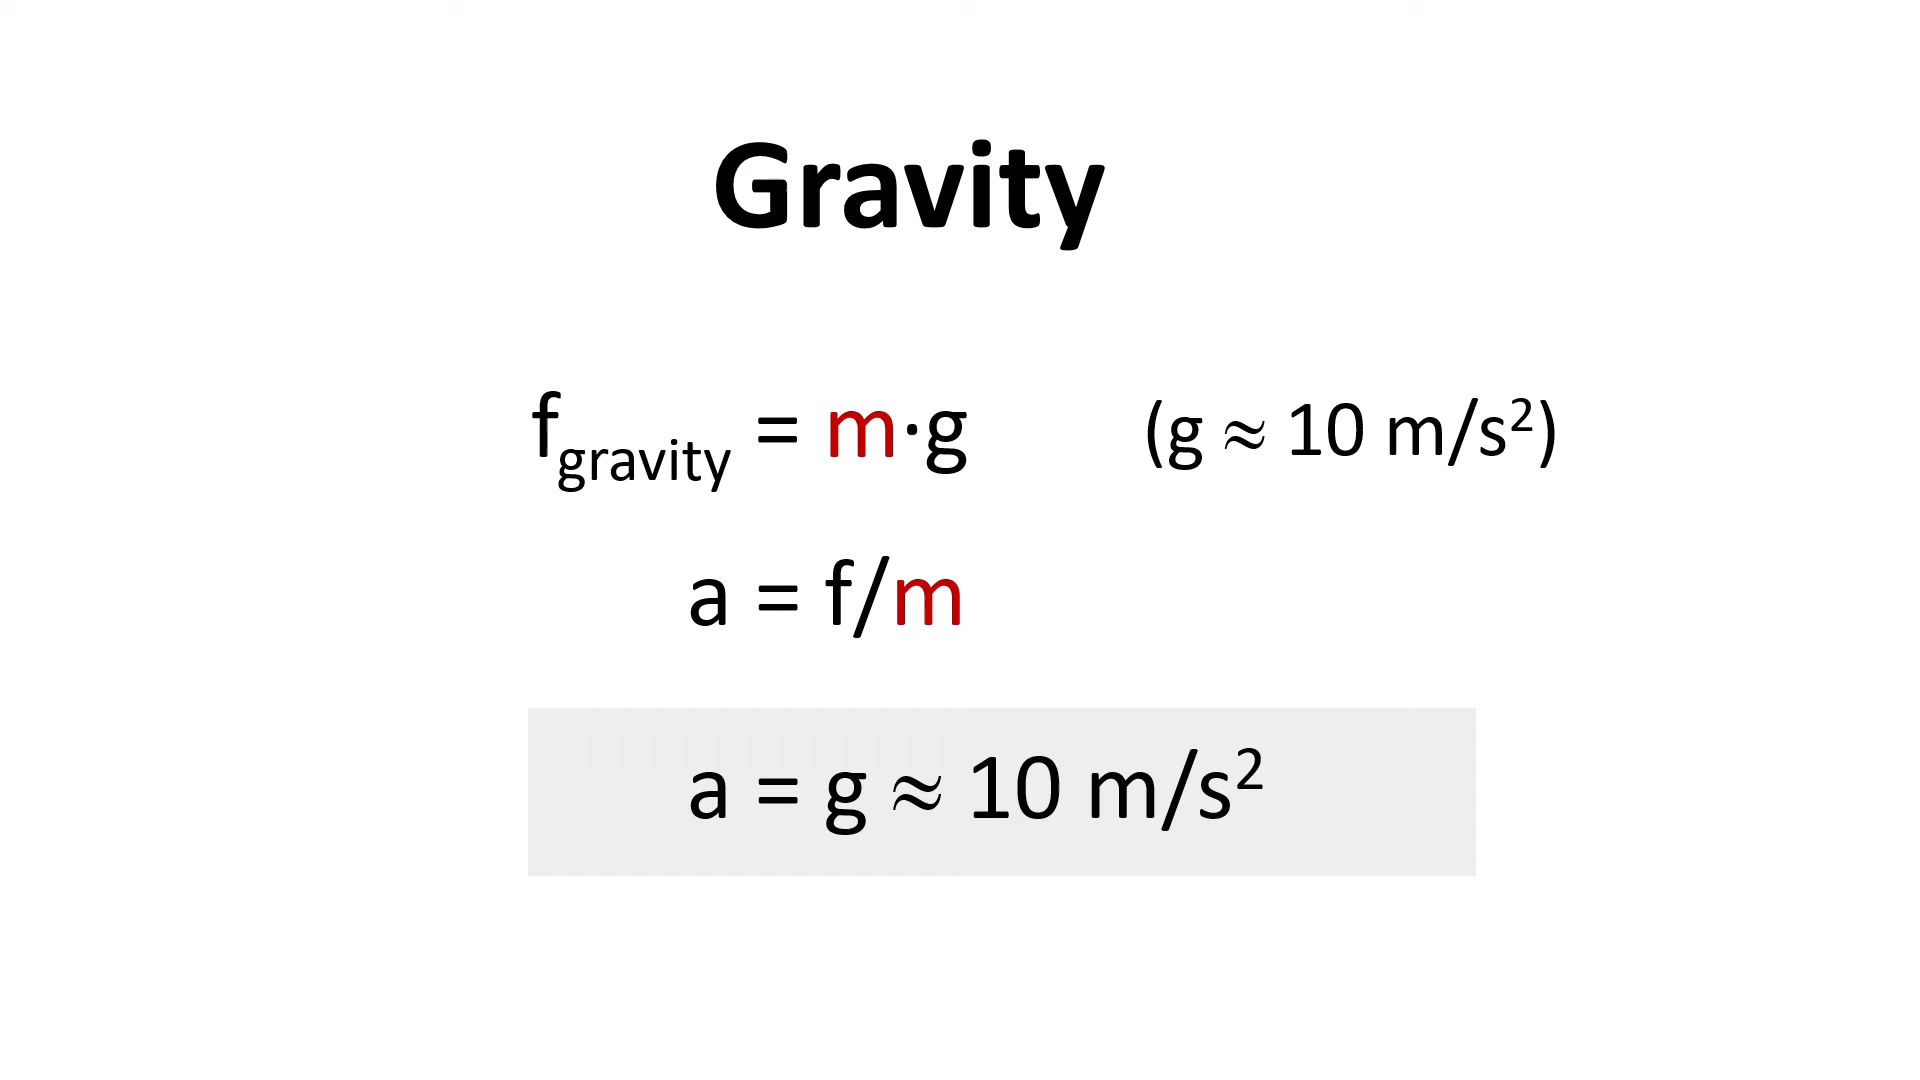 Gravity
f_gravity = m·g (g ≈ 10 m/s²)
a = f/m
a = g ≈ 10 m/s²